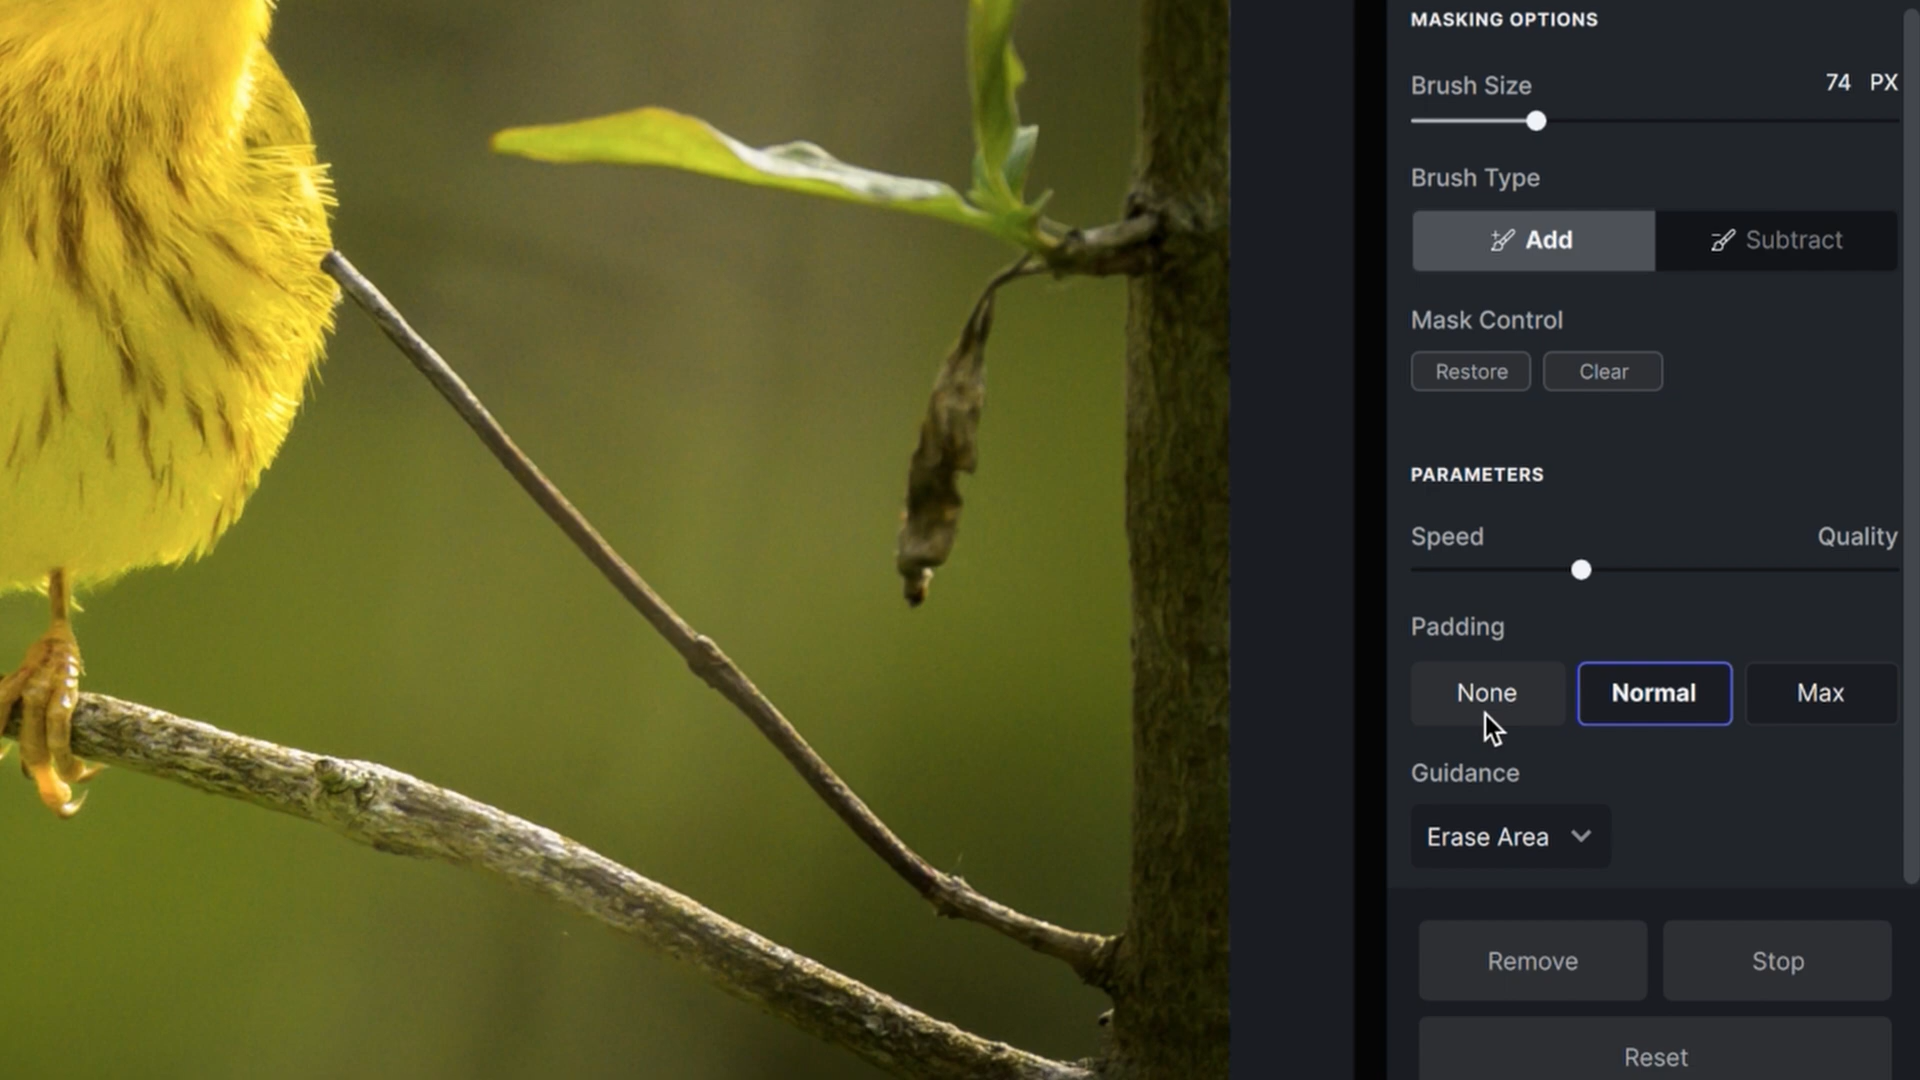 MASKING OPTIONS
Brush Size 74 PX
Brush Type
Add Subtract
Mask Control
Restore Clear
PARAMETERS
Speed Quality
Padding
None Normal Max
Guidance
Erase Area
Remove Stop
Reset